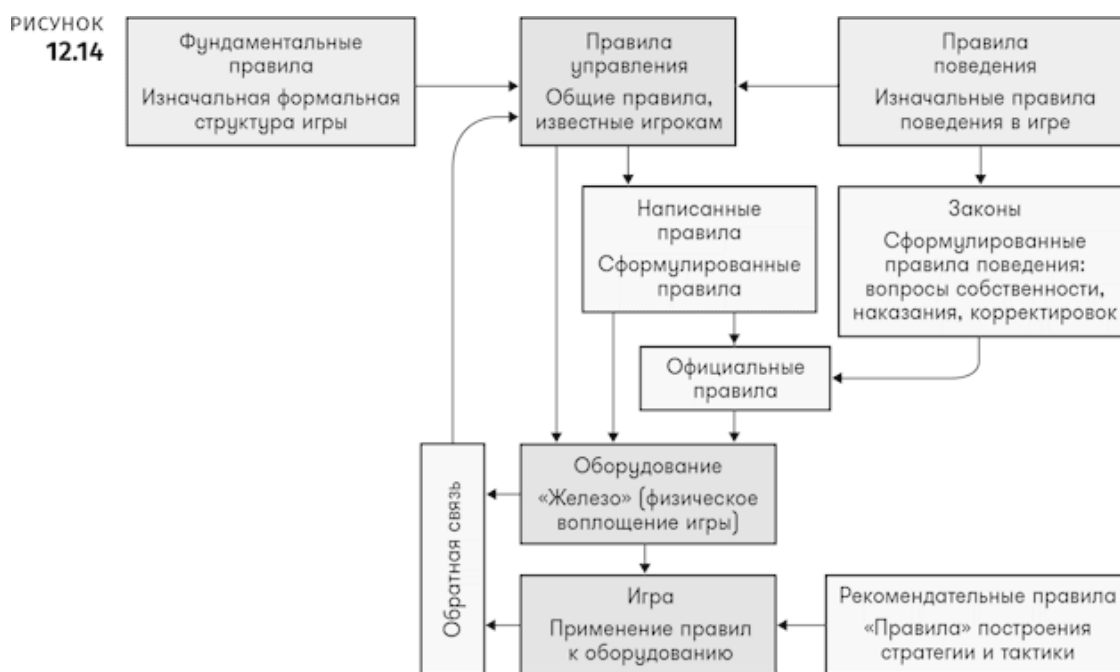 РИСУНОК
12.14
Фундаментальные
правила
Изначальная формальная
структура игры
Правила
управления
Общие правила,
известные игрокам
Правила
поведения
Изначальные правила
поведения в игре
Написанные
правила
Сформулированные
правила
Законы
Сформулированные
правила поведения:
вопросы собственности,
наказания, корректировок
Официальные
правила
Оборудование
«Железо» (физическое
воплощение игры)
Обратная связь
Игра
Применение правил
к оборудованию
Рекомендательные правила
«Правила» построения
стратегии и тактики